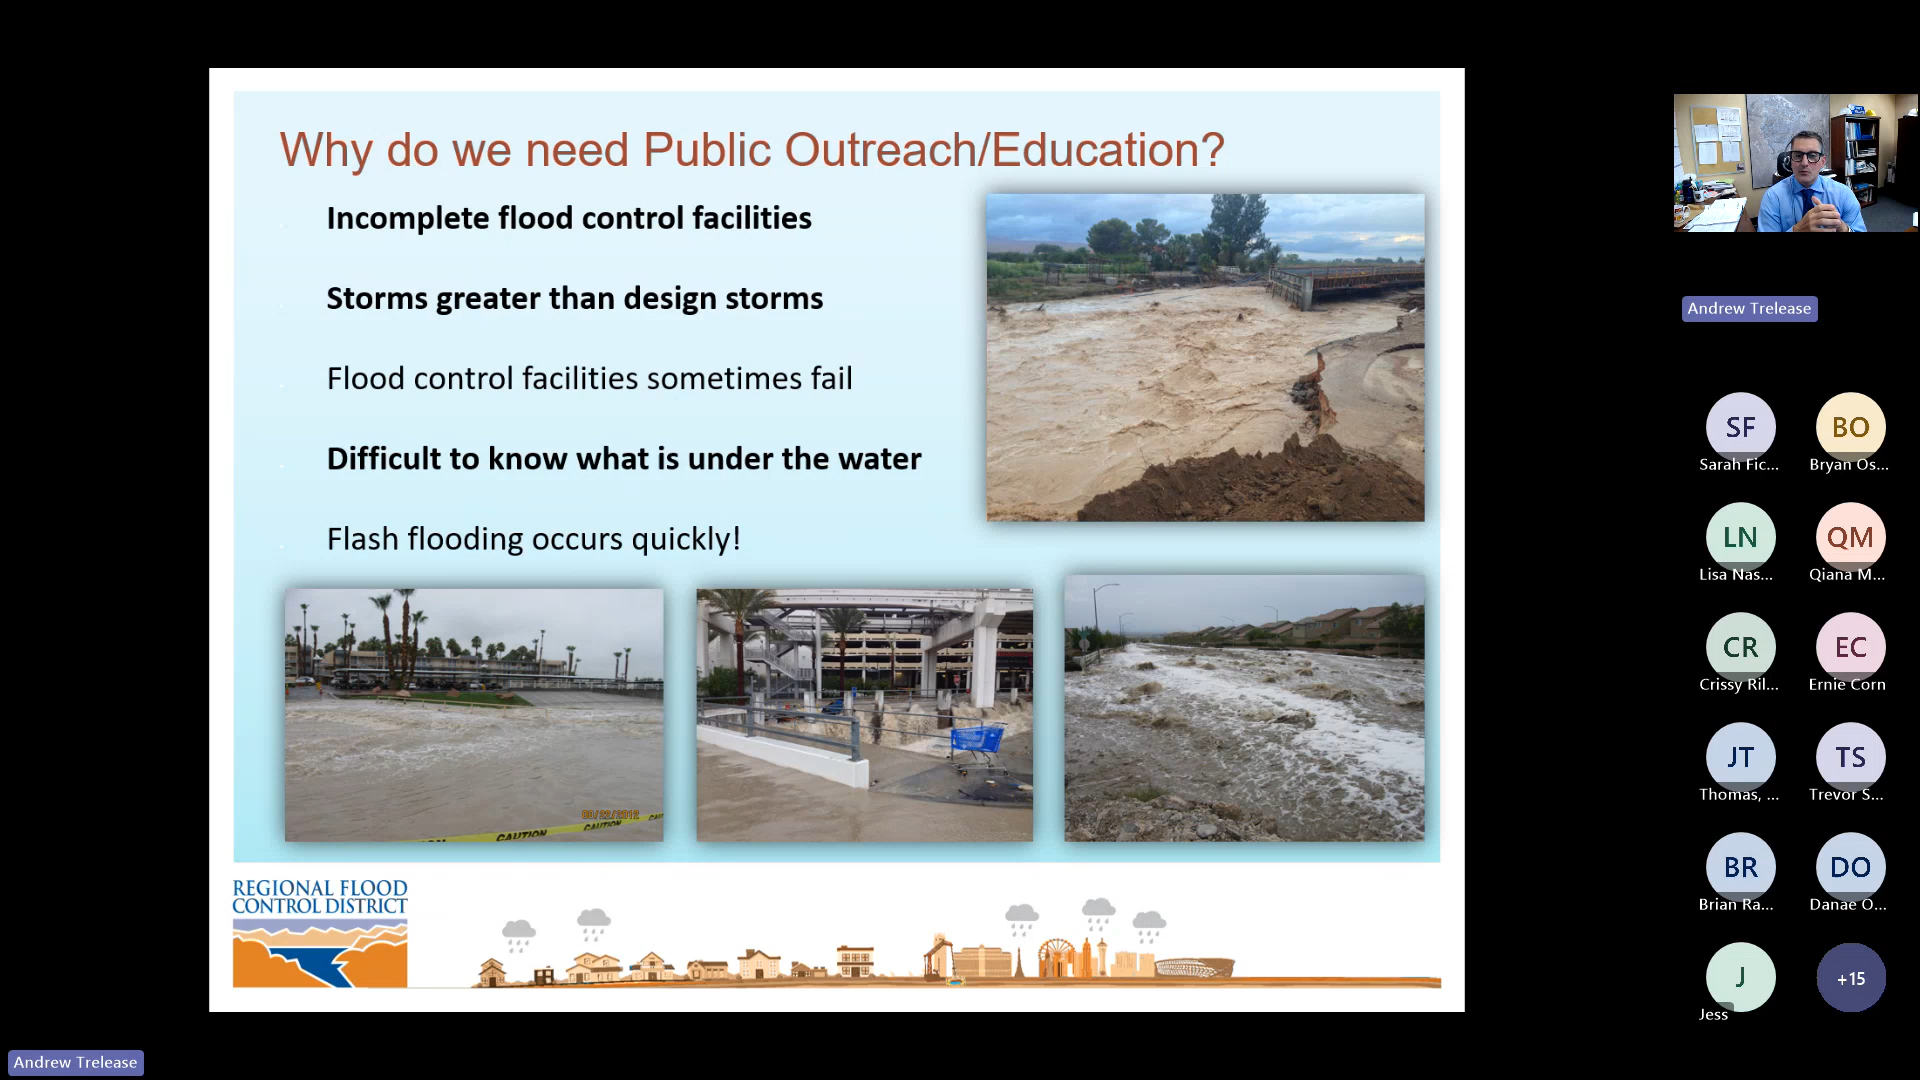 Why do we need Public Outreach/Education?
Incomplete flood control facilities
Storms greater than design storms
Flood control facilities sometimes fail
Difficult to know what is under the water
Flash flooding occurs quickly!
CAUTION
CAUTION
REGIONAL FLOOD
CONTROL DISTRICT
Andrew Trelease
SF
Sarah Fic...
BO
Bryan Os...
LN
Lisa Nas...
QM
Qiana M...
CR
Crissy Ril...
EC
Ernie Corn
JT
Thomas, ...
TS
Trevor S...
BR
Brian Ra...
DO
Danae O...
J
Jess
+15
Andrew Trelease